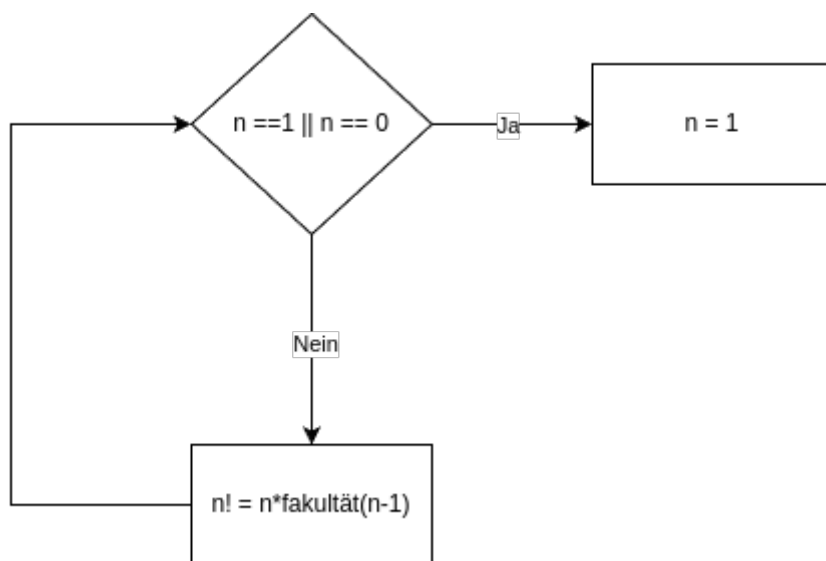 n ==1 || n == 0
Ja
n = 1
Nein
n! = n*fakultät(n-1)